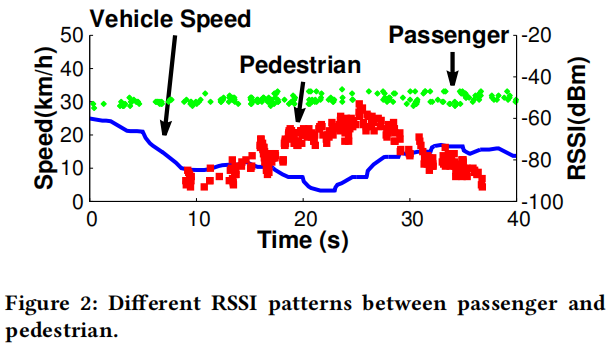 Vehicle Speed
50 -20
Passenger
40 -40
Pedestrian
30
-60
20
-80
10
0 -100
Speed(km/h)
RSSI(dBm)
0 10 20 30 40
Time (s)
Figure 2: Different RSSI patterns between passenger and
pedestrian.